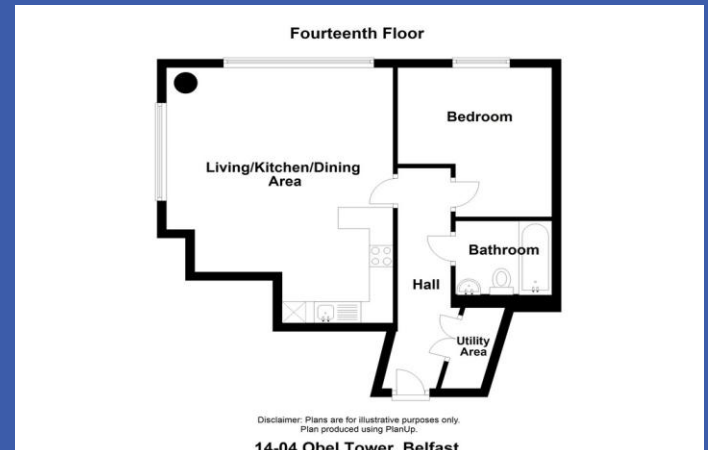 Fourteenth Floor
Bedroom
Living/Kitchen/Dining
Area
Bathroom
Hall
Utility
Area
Disclaimer: Plans are for illustrative purposes only.
Plan produced using PlanUp.
14-04 Obel Tower, Belfast